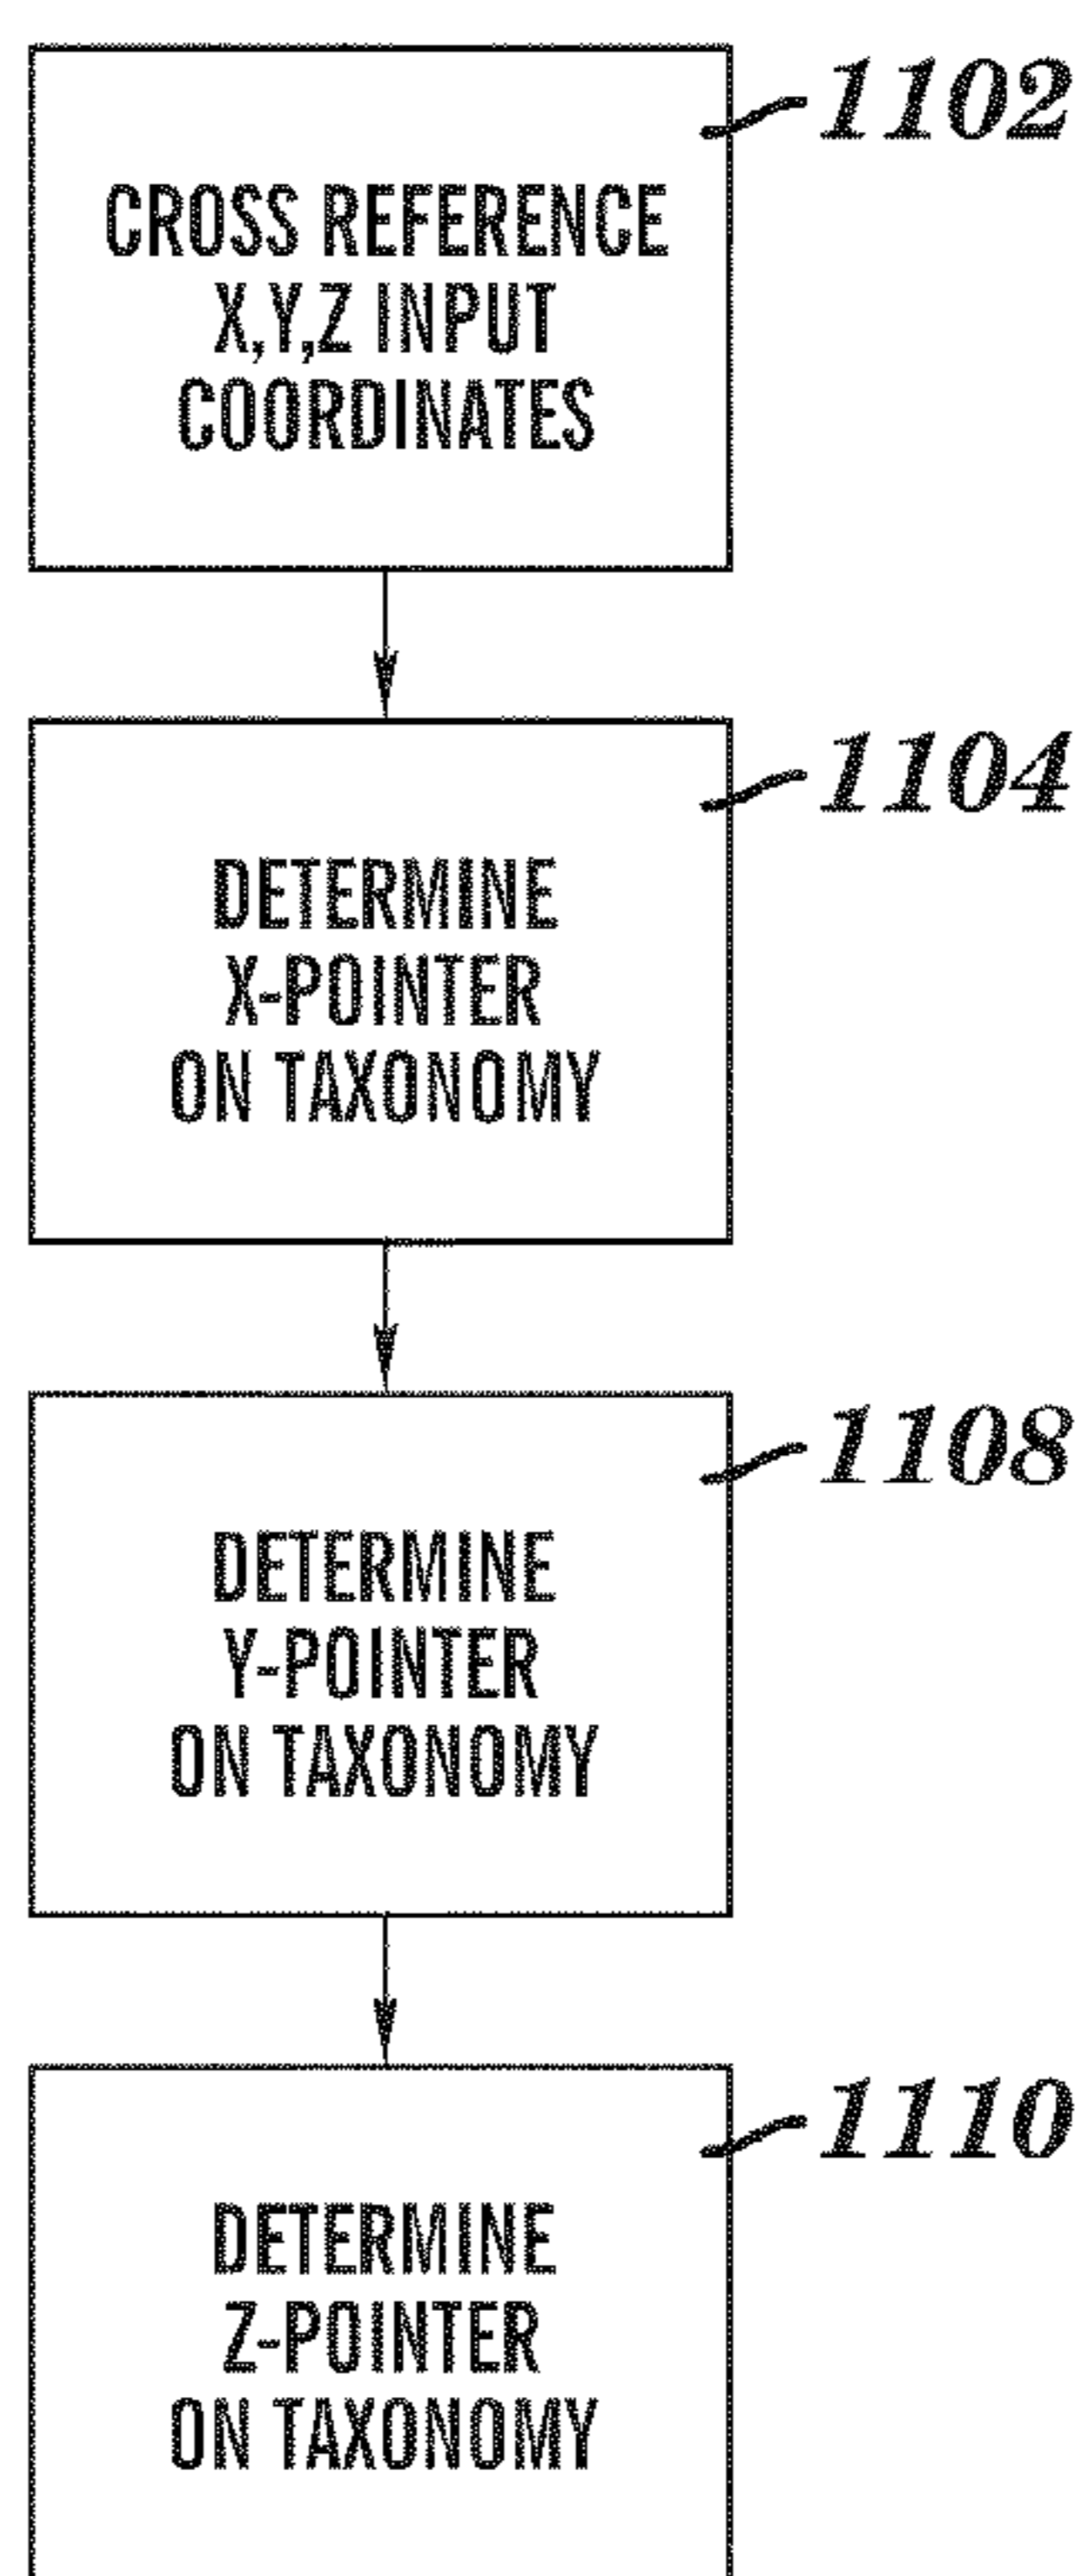 1102
CROSS REFERENCE
X,Y,Z INPUT
COORDINATES
1104
DETERMINE
X-POINTER
ON TAXONOMY
1108
DETERMINE
Y-POINTER
ON TAXONOMY
1110
DETERMINE
Z-POINTER
ON TAXONOMY